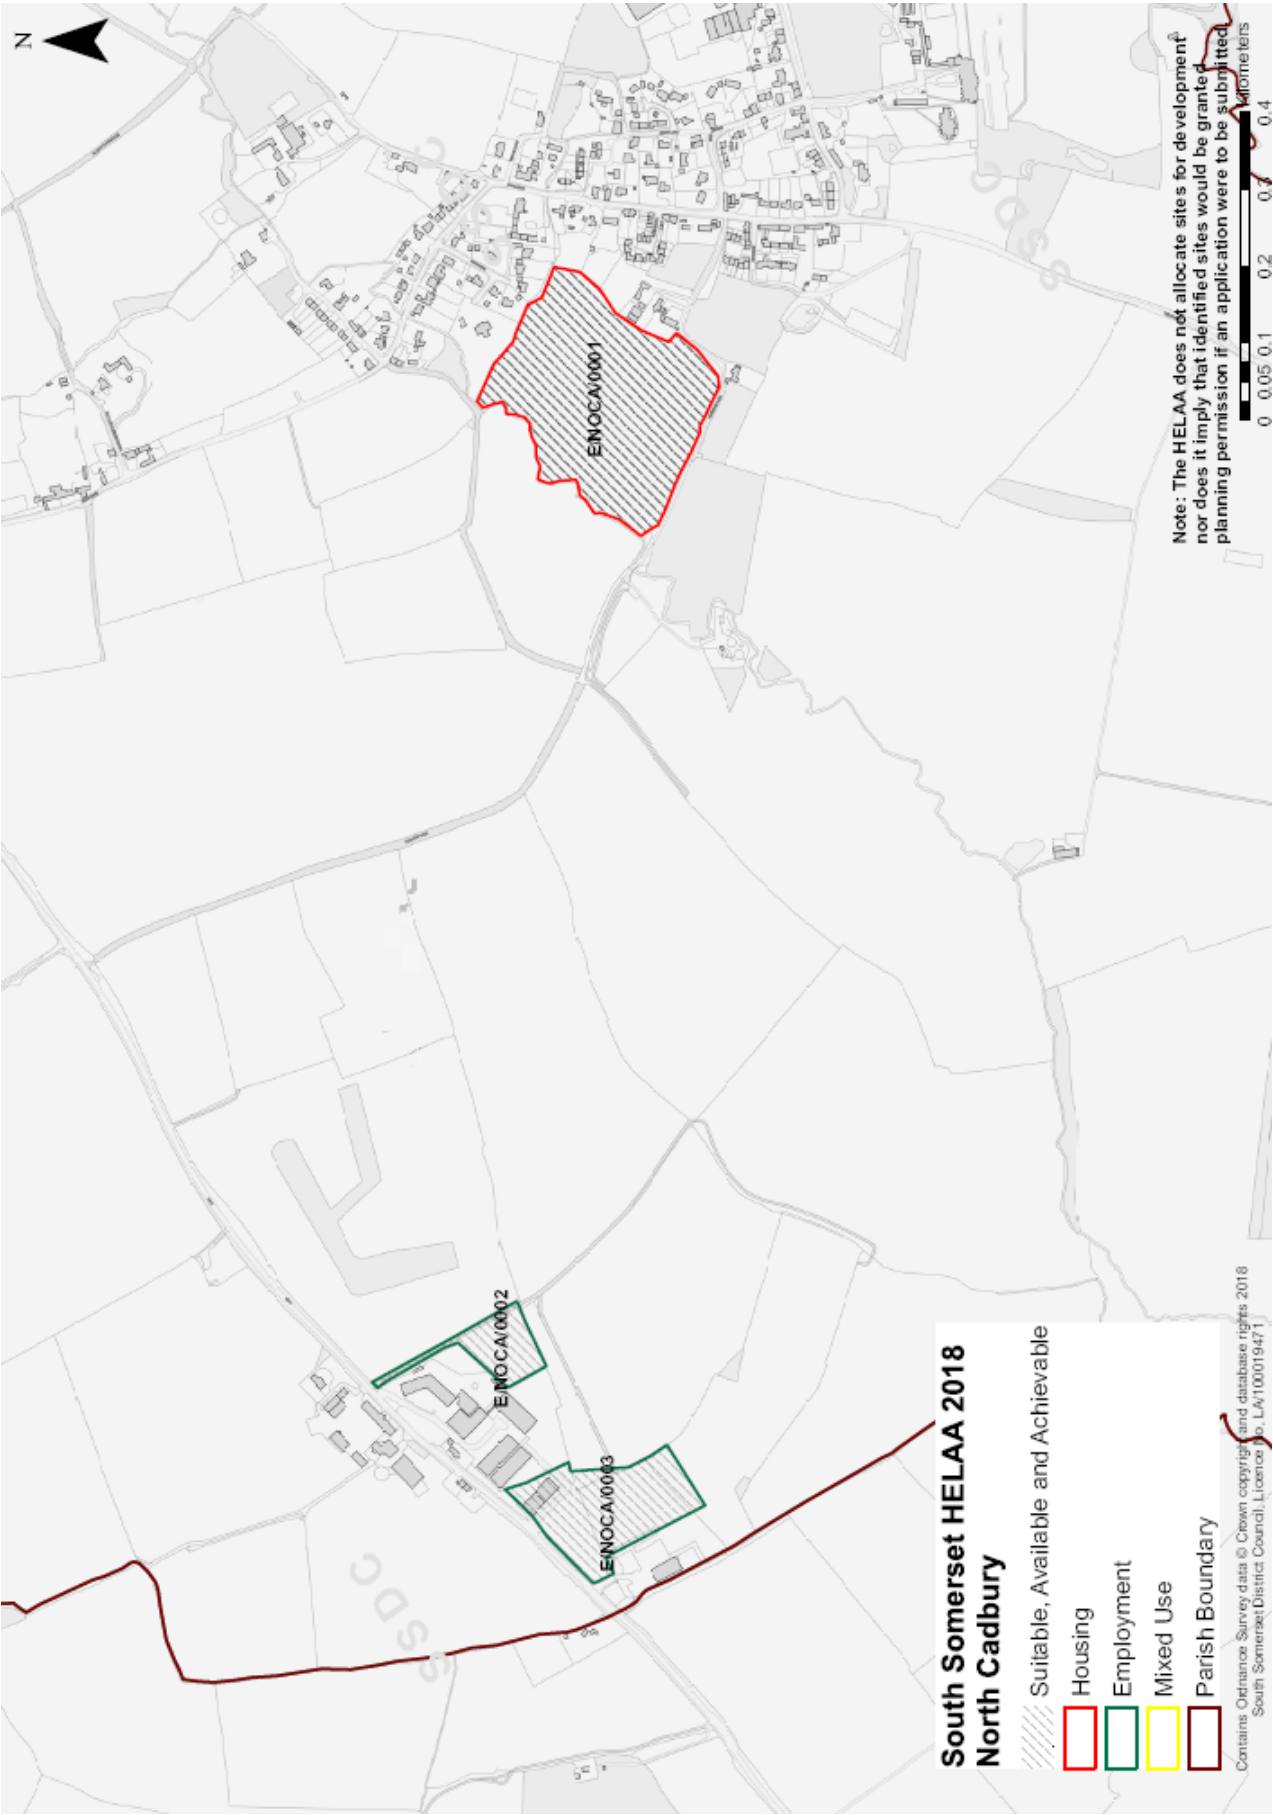 N
SSDC
SSDC
SSDC
E/NOCA/0001
E/NOCA/0002
E/NOCA/0003
South Somerset HELAA 2018
North Cadbury
Suitable, Available and Achievable
Housing
Employment
Mixed Use
Parish Boundary
Contains Ordnance Survey data © Crown copyright and database rights 2018
South Somerset District Council, Licence No. LA/100019471
Note: The HELAA does not allocate sites for development
nor does it imply that identified sites would be granted
planning permission if an application were to be submitted.
0 0.05 0.1 0.2 0.3 0.4
Kilometers